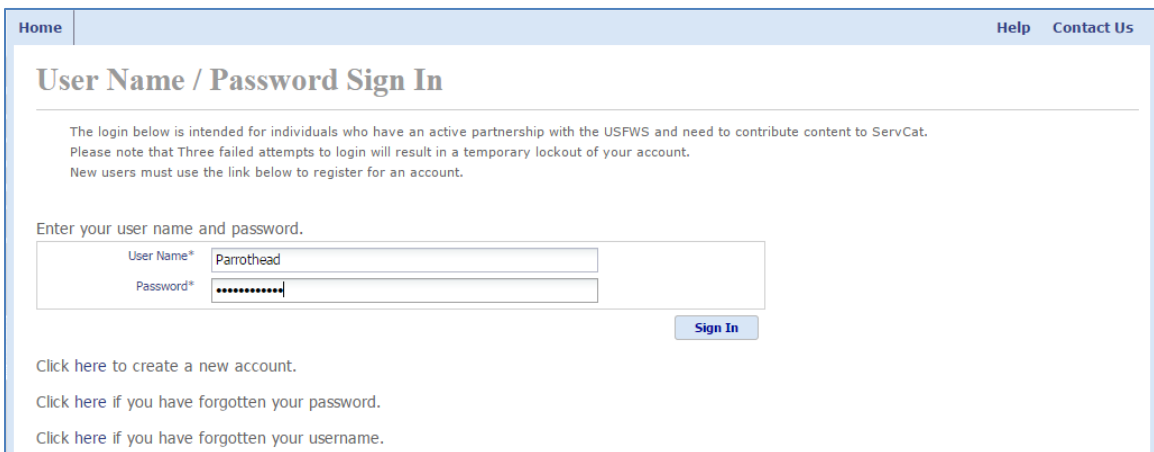 Home Help Contact Us
User Name / Password Sign In
The login below is intended for individuals who have an active partnership with the USFWS and need to contribute content to ServCat.
Please note that Three failed attempts to login will result in a temporary lockout of your account.
New users must use the link below to register for an account.
Enter your user name and password.
User Name* Parrothead
Password* ••••••••••••
Sign In
Click here to create a new account.
Click here if you have forgotten your password.
Click here if you have forgotten your username.